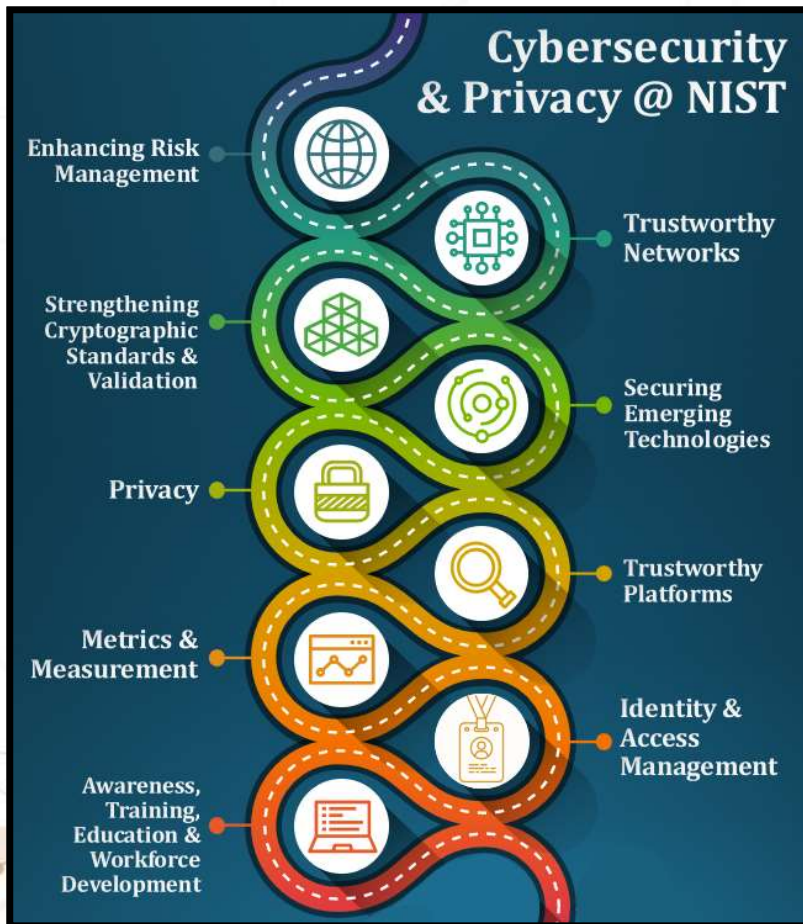 Cybersecurity
& Privacy @ NIST
Enhancing Risk
Management
Trustworthy
Networks
Strengthening
Cryptographic
Standards &
Validation
Securing
Emerging
Technologies
Privacy
Trustworthy
Platforms
Metrics &
Measurement
Identity &
Access
Management
Awareness,
Training,
Education &
Workforce
Development